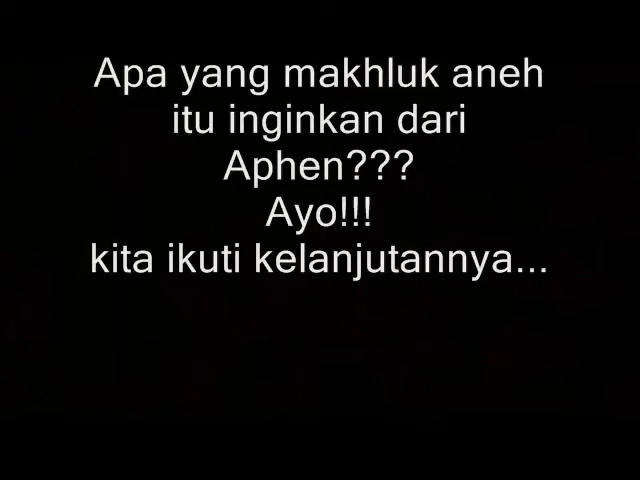 Apa yang makhluk aneh
itu inginkan dari
Aphen???
Ayo!!!
kita ikuti kelanjutannya...